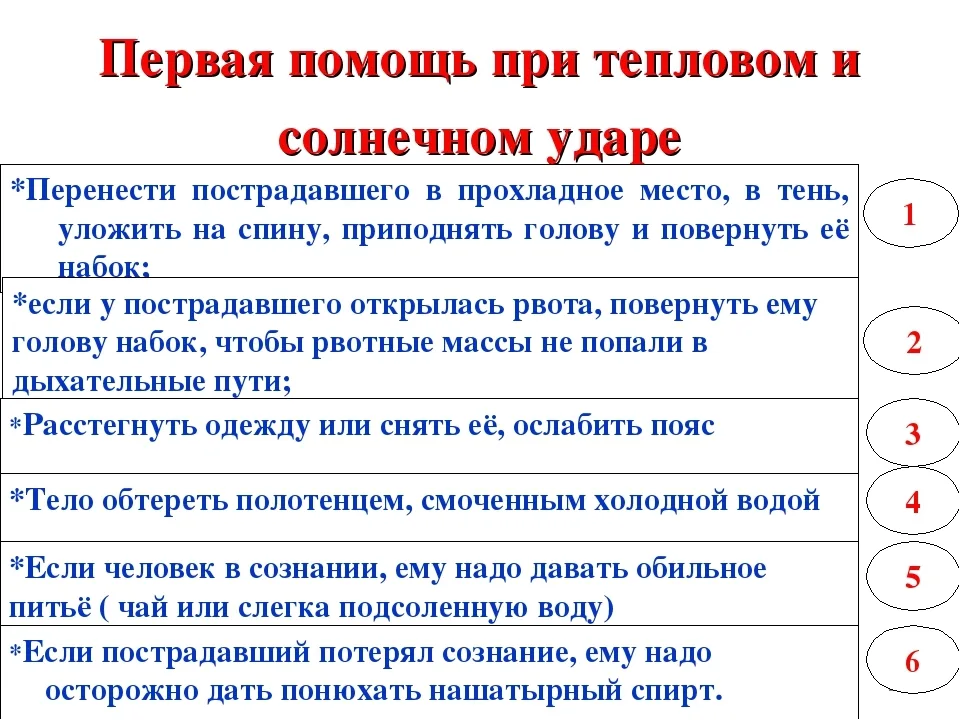 Первая помощь при тепловом и
солнечном ударе
*Перенести пострадавшего в прохладное место, в тень,
уложить на спину, приподнять голову и повернуть её
набок;
1
*если у пострадавшего открылась рвота, повернуть ему
голову набок, чтобы рвотные массы не попали в
дыхательные пути;
2
*Расстегнуть одежду или снять её, ослабить пояс
3
*Тело обтереть полотенцем, смоченным холодной водой
4
*Если человек в сознании, ему надо давать обильное
питьё ( чай или слегка подсоленную воду)
5
*Если пострадавший потерял сознание, ему надо
осторожно дать понюхать нашатырный спирт.
6